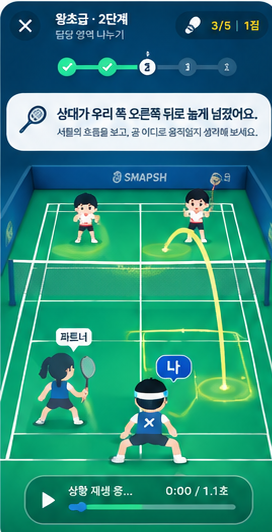 왕초급 · 2단계
담당 영역 나누기
3/5 | 1점
2
3
상대가 우리 쪽 오른쪽 뒤로 높게 넘겼어요.
셔틀의 흐름을 보고, 곧 어디로 움직일지 생각해 보세요.
SMAPSH
파트너
나
상황 재생 용...
0:00 / 1.1초